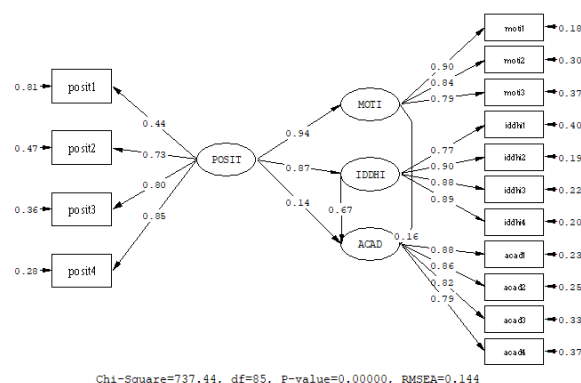 moti1
0.18
0.90
moti2
0.30
0.84
0.79
moti3
0.37
0.81
posit1
MOTI
0.44
0.94
iddhi1
0.40
0.77
0.47
posit2
0.73
iddhi2
0.19
0.90
POSIT
0.87
IDDHI
0.88
iddhi3
0.22
0.80
0.14
0.89
0.36
posit3
0.67
iddhi4
0.20
0.85
ACAD
0.16
0.88
acad1
0.23
0.28
posit4
0.86
acad2
0.25
0.82
0.79
acad3
0.33
acad4
0.37
Chi-Square=737.44, df=85, P-value=0.00000, RMSEA=0.144